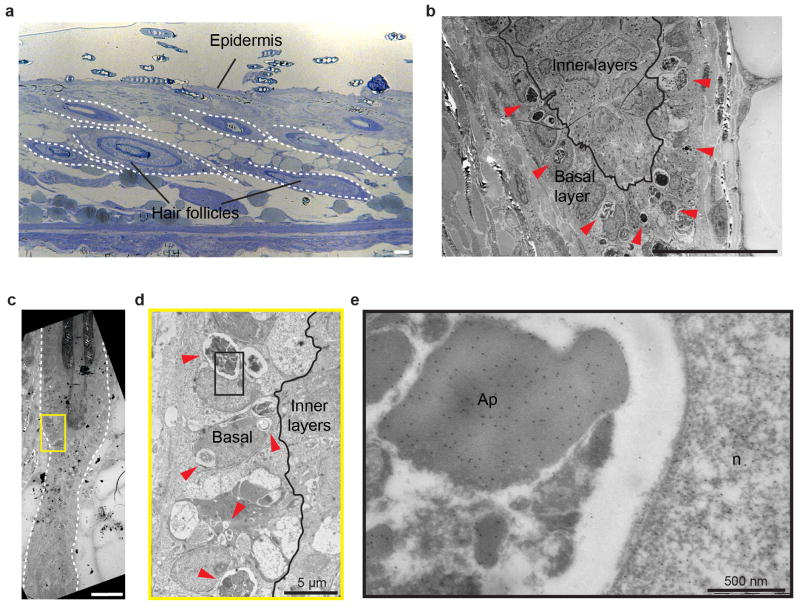 a
Epidermis
Hair follicles
b
Inner layers
Basal
layer
c
d
Basal
Inner
layers
5 µm
e
Ap
n
500 nm